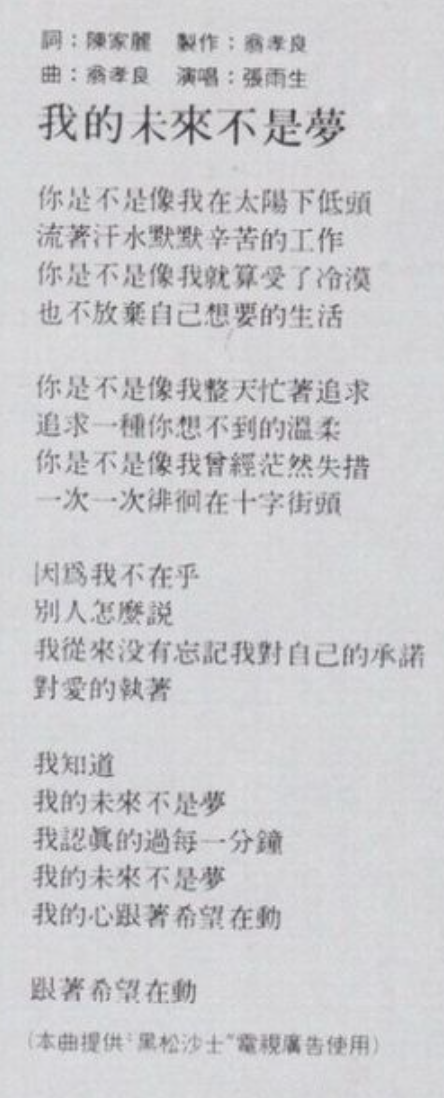 詞：陳家麗　製作：翁孝良
曲：翁孝良　演唱：張雨生
我的未來不是夢
你是不是像我在太陽下低頭
流著汗水默默辛苦的工作
你是不是像我就算受了冷漠
也不放棄自己想要的生活
你是不是像我整天忙著追求
追求一種你想不到的溫柔
你是不是像我曾經茫然失措
一次一次徘徊在十字街頭
因爲我不在乎
別人怎麼說
我從來没有忘記我對自己的承諾
對愛的執著
我知道
我的未來不是夢
我認眞的過每一分鐘
我的未來不是夢
我的心跟著希望在動
跟著希望在動
(本曲提供“黑松沙士”電視廣告使用)